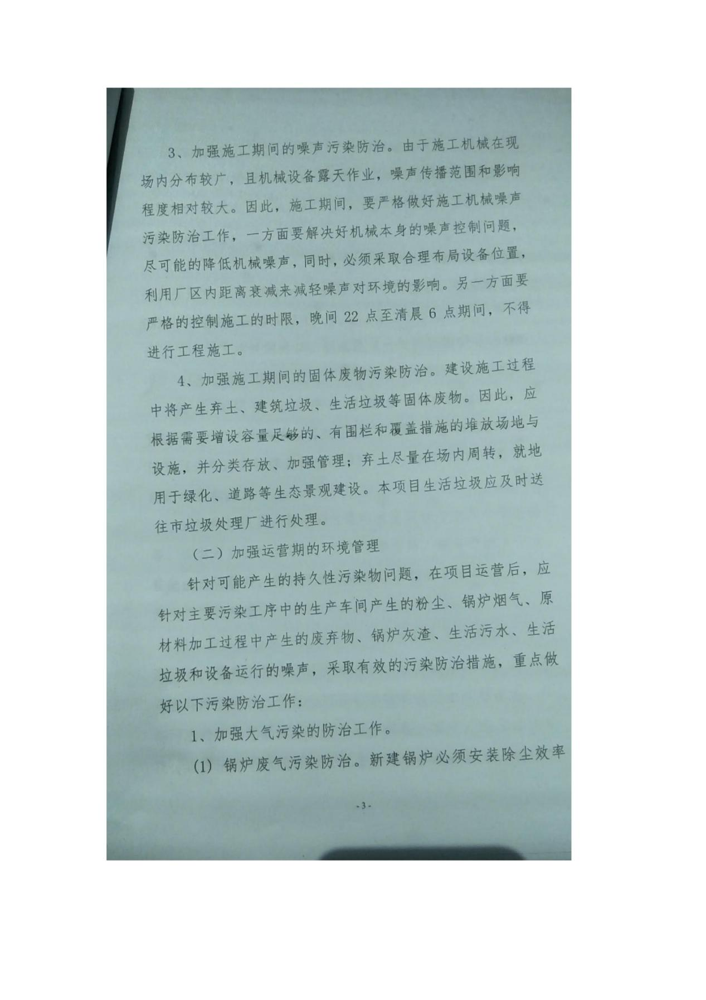 3、加强施工期间的噪声污染防治。由于施工机械在现
场内分布较广，且机械设备露天作业，噪声传播范围和影响
程度相对较大。因此，施工期间，要严格做好施工机械噪声
污染防治工作，一方面要解决好机械本身的噪声控制问题，
尽可能的降低机械噪声，同时，必须采取合理布局设备位置，
利用厂区内距离衰减来减轻噪声对环境的影响。另一方面要
严格的控制施工的时限，晚间 22 点至清晨 6 点期间，不得
进行工程施工。
4、加强施工期间的固体废物污染防治。建设施工过程
中将产生弃土、建筑垃圾、生活垃圾等固体废物。因此，应
根据需要增设容量足够的、有围栏和覆盖措施的堆放场地与
设施，并分类存放、加强管理；弃土尽量在场内周转，就地
用于绿化、道路等生态景观建设。本项目生活垃圾应及时送
往市垃圾处理厂进行处理。
（二）加强运营期的环境管理
针对可能产生的持久性污染物问题，在项目运营后，应
针对主要污染工序中的生产车间产生的粉尘、锅炉烟气、原
材料加工过程中产生的废弃物、锅炉灰渣、生活污水、生活
垃圾和设备运行的噪声，采取有效的污染防治措施，重点做
好以下污染防治工作：
1、加强大气污染的防治工作。
(1) 锅炉废气污染防治。新建锅炉必须安装除尘效率
- 3 -